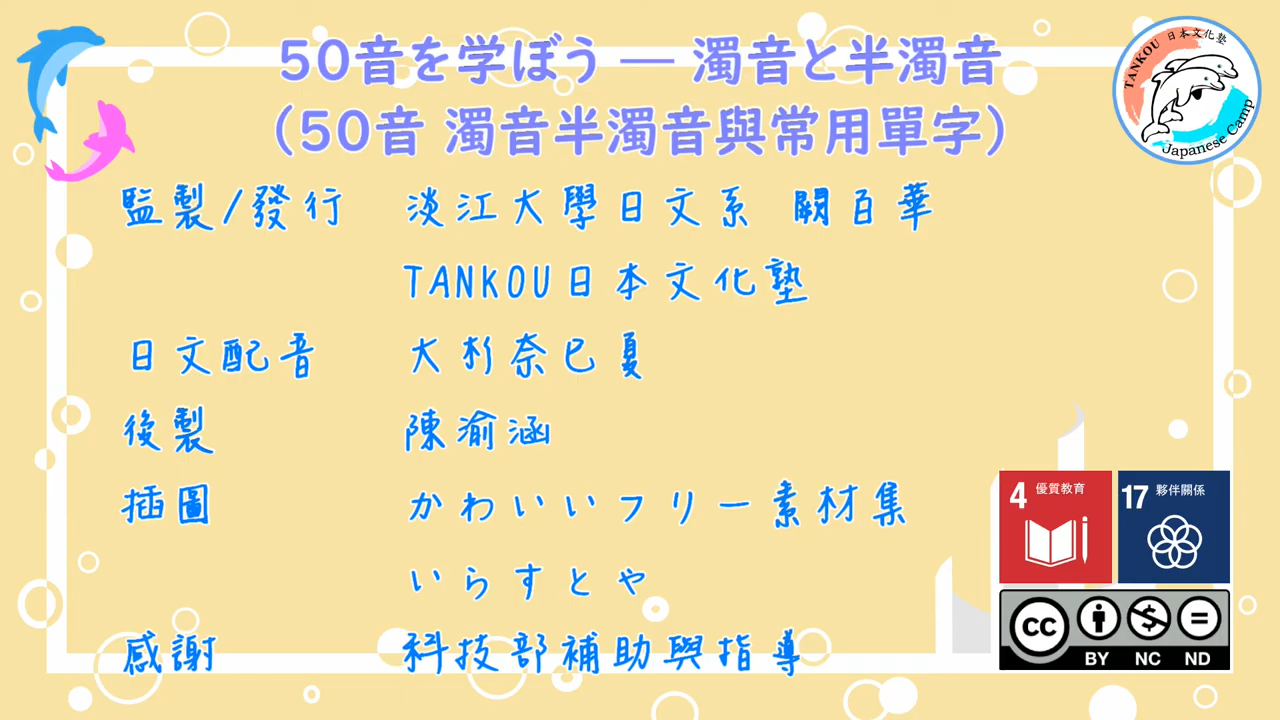 50音を学ぼう — 濁音と半濁音
(50音 濁音半濁音與常用單字)
監製/發行 淡江大學日文系 闕百華
TANKOU日本文化塾
日文配音 大杉奈巳夏
後製 陳渝涵
插圖 かわいいフリー素材集
いらすとや
感謝 科技部補助與指導
TANKOU 日本文化塾
Japanese Camp
4 優質教育
17 夥伴關係
cc
BY NC ND